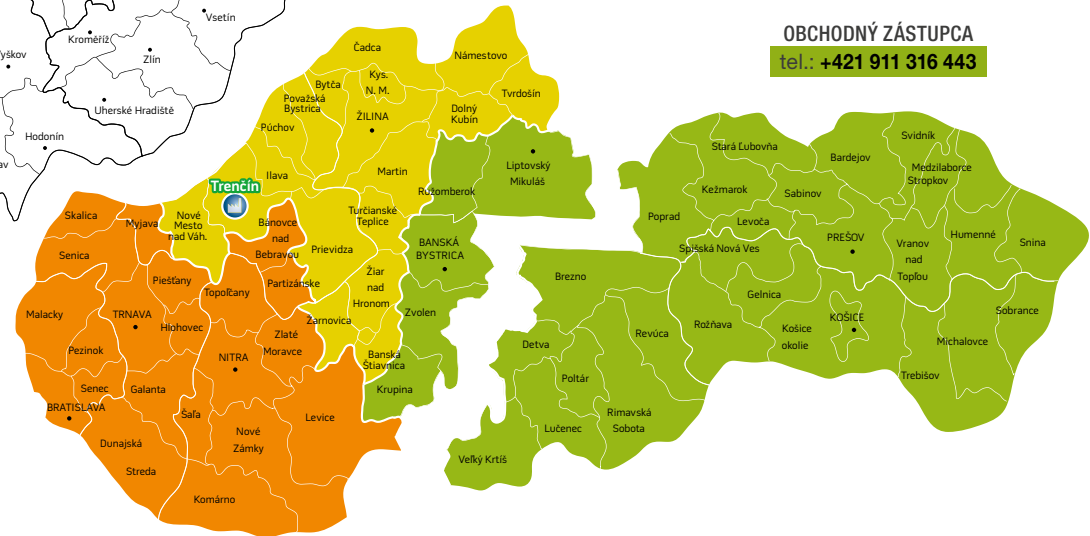 Vsetín
Kroměříž
Zlín
Uherské Hradiště
Hodonín
OBCHODNÝ ZÁSTUPCA
tel.: +421 911 316 443
Čadca
Námestovo
Kys.
N. M.
Bytča
Tvrdošín
Považská
Bystrica
Dolný
Kubín
ŽILINA
Púchov
Ilava
Martin
Trenčín
Turčianske
Teplice
Nové
Mesto
nad Váh.
Prievidza
Žiar
nad
Hronom
Žarnovica
Banská
Štiavnica
Skalica
Myjava
Bánovce
nad
Bebravou
Senica
Piešťany
Topoľčany
Partizánske
Malacky
TRNAVA
Hlohovec
Zlaté
Moravce
Pezinok
NITRA
Senec
Galanta
BRATISLAVA
Šaľa
Levice
Dunajská
Streda
Nové
Zámky
Komárno
Liptovský
Mikuláš
Ružomberok
BANSKÁ
BYSTRICA
Zvolen
Krupina
Brezno
Detva
Revúca
Poltár
Rimavská
Sobota
Lučenec
Veľký Krtíš
Stará Ľubovňa
Bardejov
Svidník
Medzilaborce
Stropkov
Kežmarok
Sabinov
Poprad
Levoča
PREŠOV
Humenné
Snina
Vranov
nad
Topľou
Spišská Nová Ves
Gelnica
Rožňava
Košice
okolie
KOŠICE
Sobrance
Michalovce
Trebišov